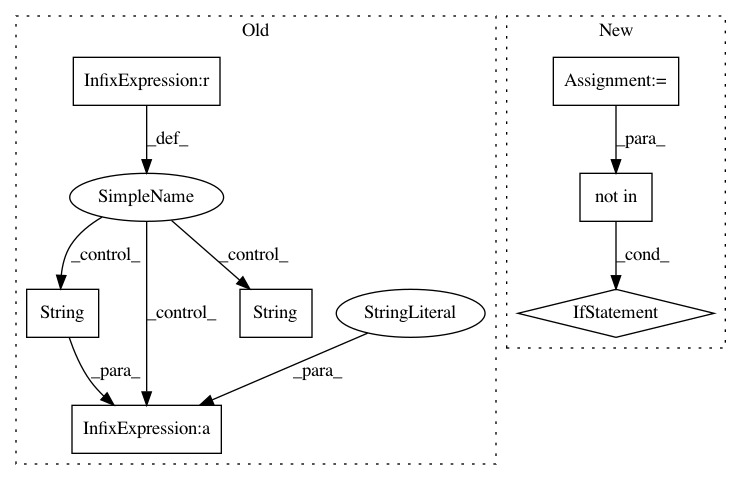 Old
New
InfixExpression:r
Assignment:=
_def_
_para_
SimpleName
not in
_control_
_control_
_control_
_cond_
String
String
StringLiteral
IfStatement
_para_
_para_
InfixExpression:a